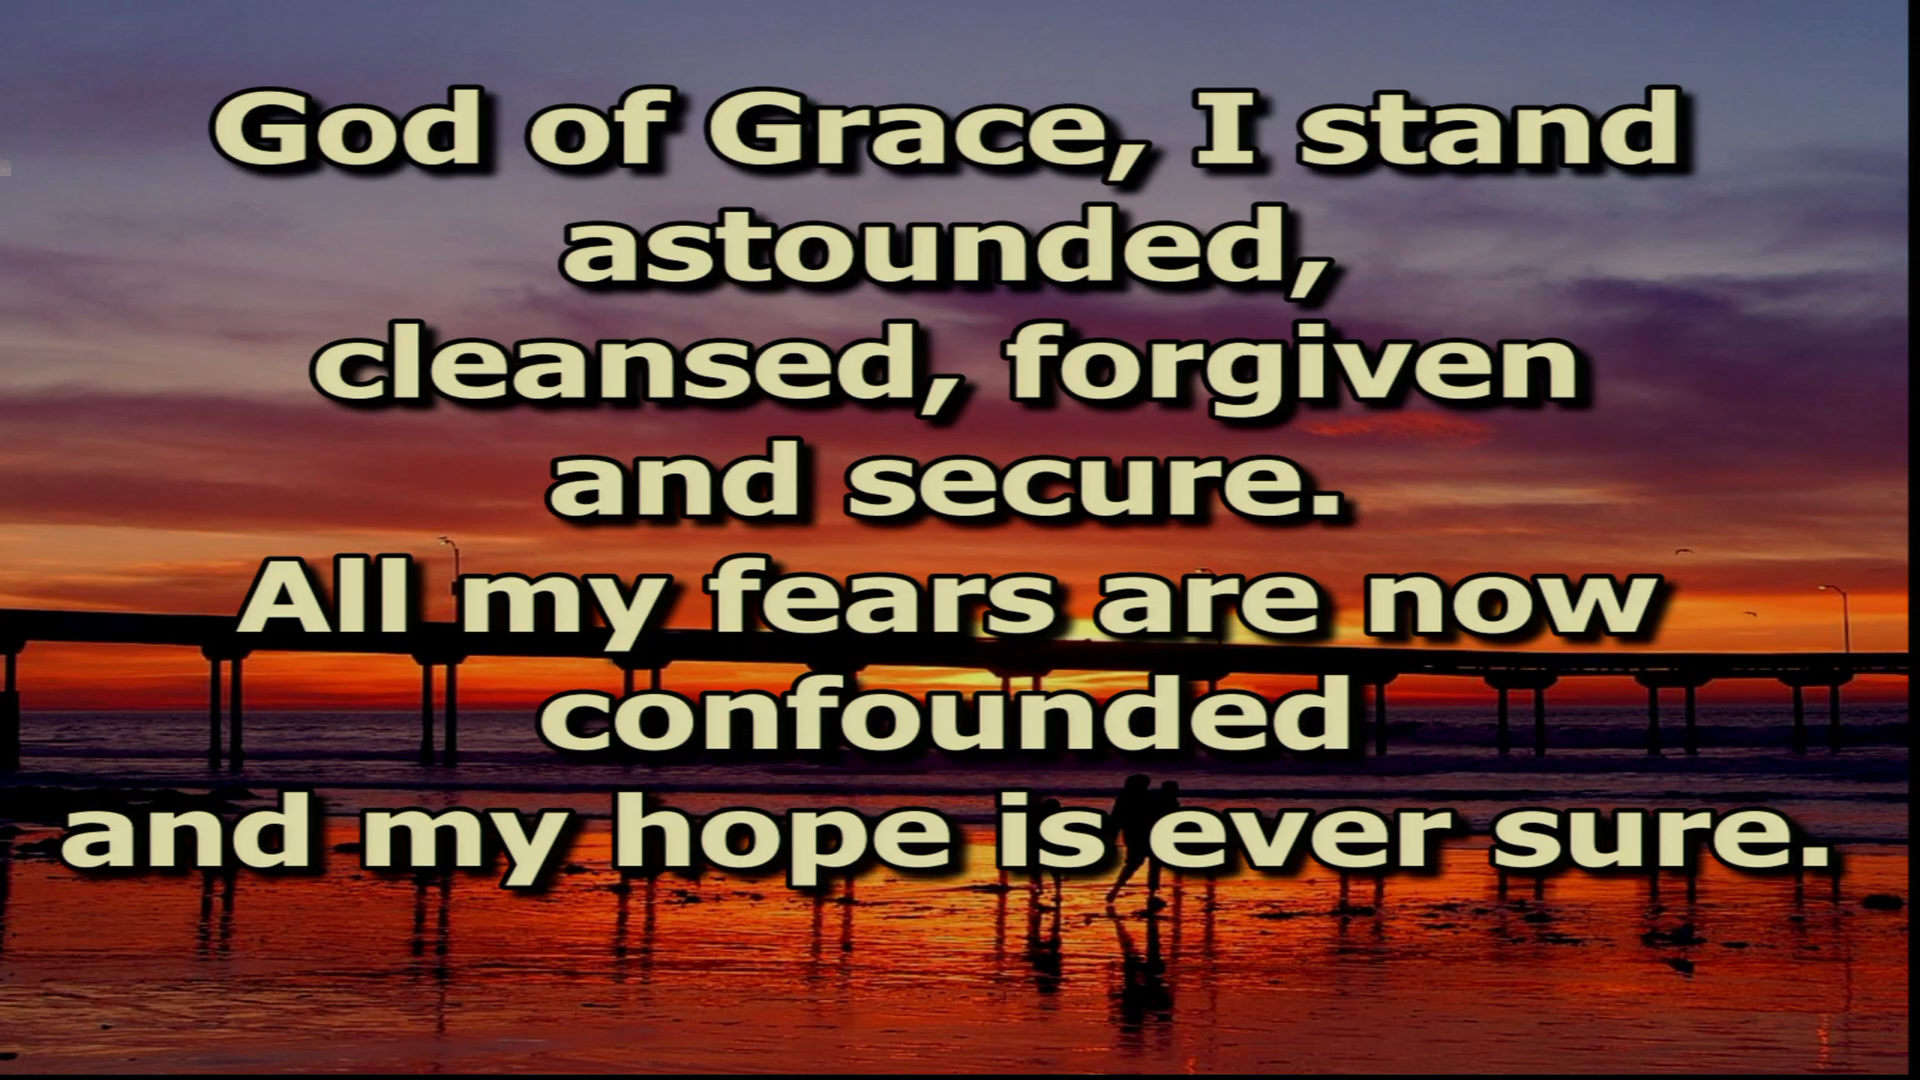 God of Grace, I stand
astounded,
cleansed, forgiven
and secure.
All my fears are now
confounded
and my hope is ever sure.